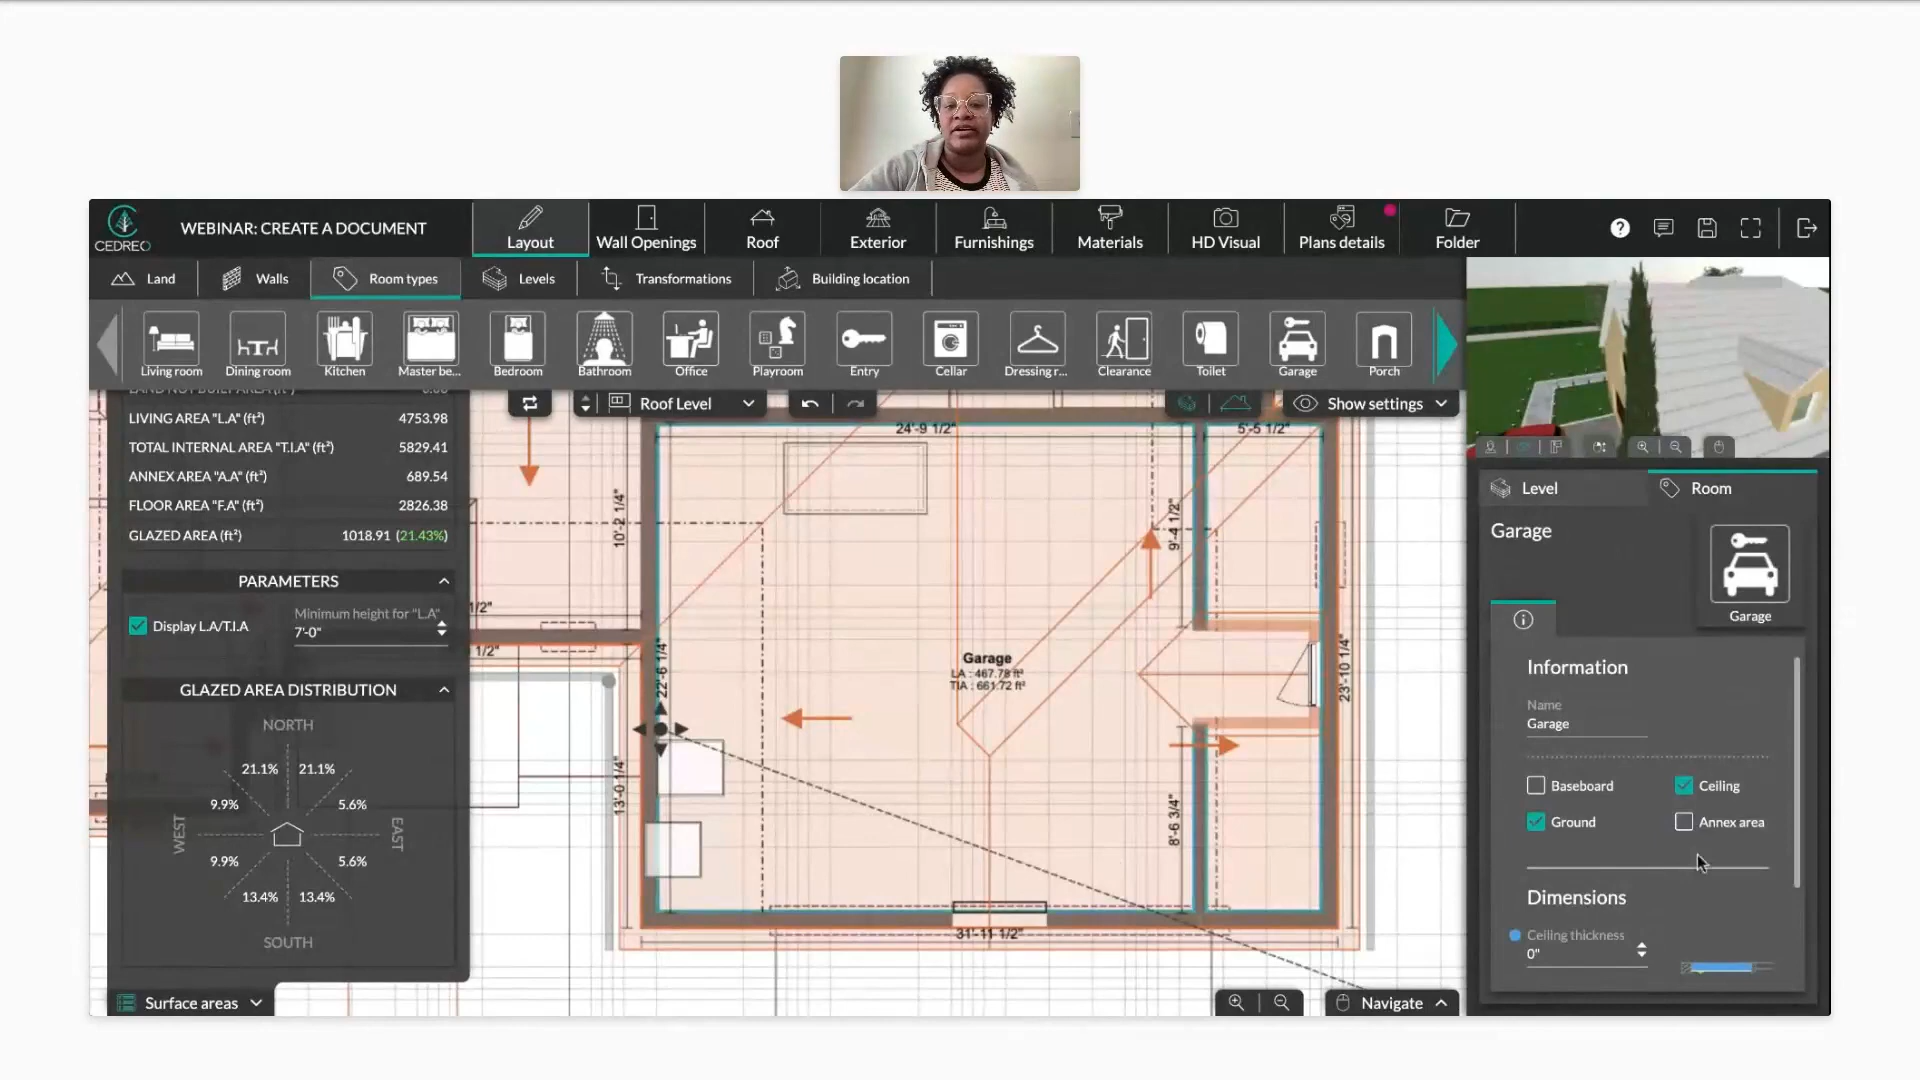 CEDREO
WEBINAR: CREATE A DOCUMENT
Layout
Wall Openings
Roof
Exterior
Furnishings
Materials
HD Visual
Plans details
Folder
?
Land
Walls
Room types
Levels
Transformations
Building location
Living room
Dining room
Kitchen
Master be...
Bedroom
Bathroom
Office
Playroom
Entry
Cellar
Dressing r...
Clearance
Toilet
Garage
Porch
Roof Level
Show settings
LIVING AREA "L.A" (ft²) 4753.98
TOTAL INTERNAL AREA "T.I.A" (ft²) 5829.41
ANNEX AREA "A.A" (ft²) 689.54
FLOOR AREA "F.A" (ft²) 2826.38
GLAZED AREA (ft²) 1018.91 (21.43%)
PARAMETERS
Display L.A/T.I.A
Minimum height for "L.A"
7'-0"
GLAZED AREA DISTRIBUTION
NORTH
21.1% 21.1%
9.9% 5.6%
WEST
EAST
9.9% 5.6%
13.4% 13.4%
SOUTH
Surface areas
24'-9 1/2"
5'-5 1/2"
10'-2 1/4"
9'-4 1/2"
1/2"
1/2"
22'-6 1/4"
Garage
LA : 467.78 ft²
TIA : 661.72 ft²
23'-10 1/4"
13'-0 1/4"
8'-6 3/4"
31'-11 1/2"
Navigate
Level
Room
Garage
Garage
Information
Name
Garage
Baseboard
Ceiling
Ground
Annex area
Dimensions
Ceiling thickness
0"